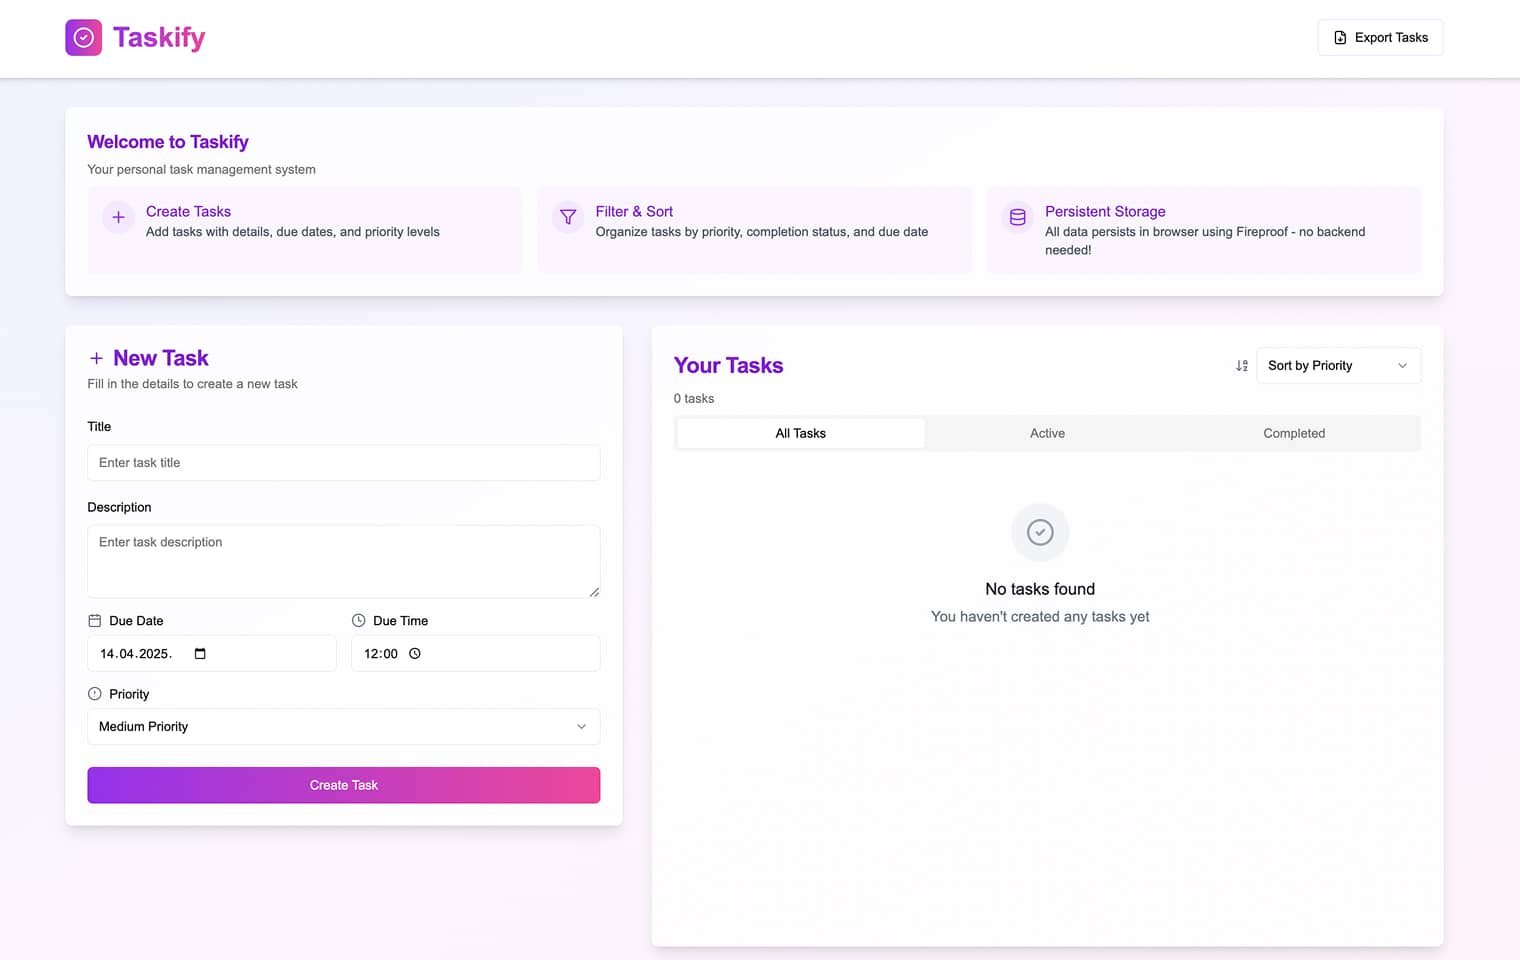 Taskify
Export Tasks
Welcome to Taskify
Your personal task management system
Create Tasks
Add tasks with details, due dates, and priority levels
Filter & Sort
Organize tasks by priority, completion status, and due date
Persistent Storage
All data persists in browser using Fireproof - no backend
needed!
New Task
Fill in the details to create a new task
Title
Enter task title
Description
Enter task description
Due Date
Due Time
14.04.2025.
12:00
Priority
Medium Priority
Create Task
Your Tasks
Sort by Priority
0 tasks
All Tasks
Active
Completed
No tasks found
You haven't created any tasks yet